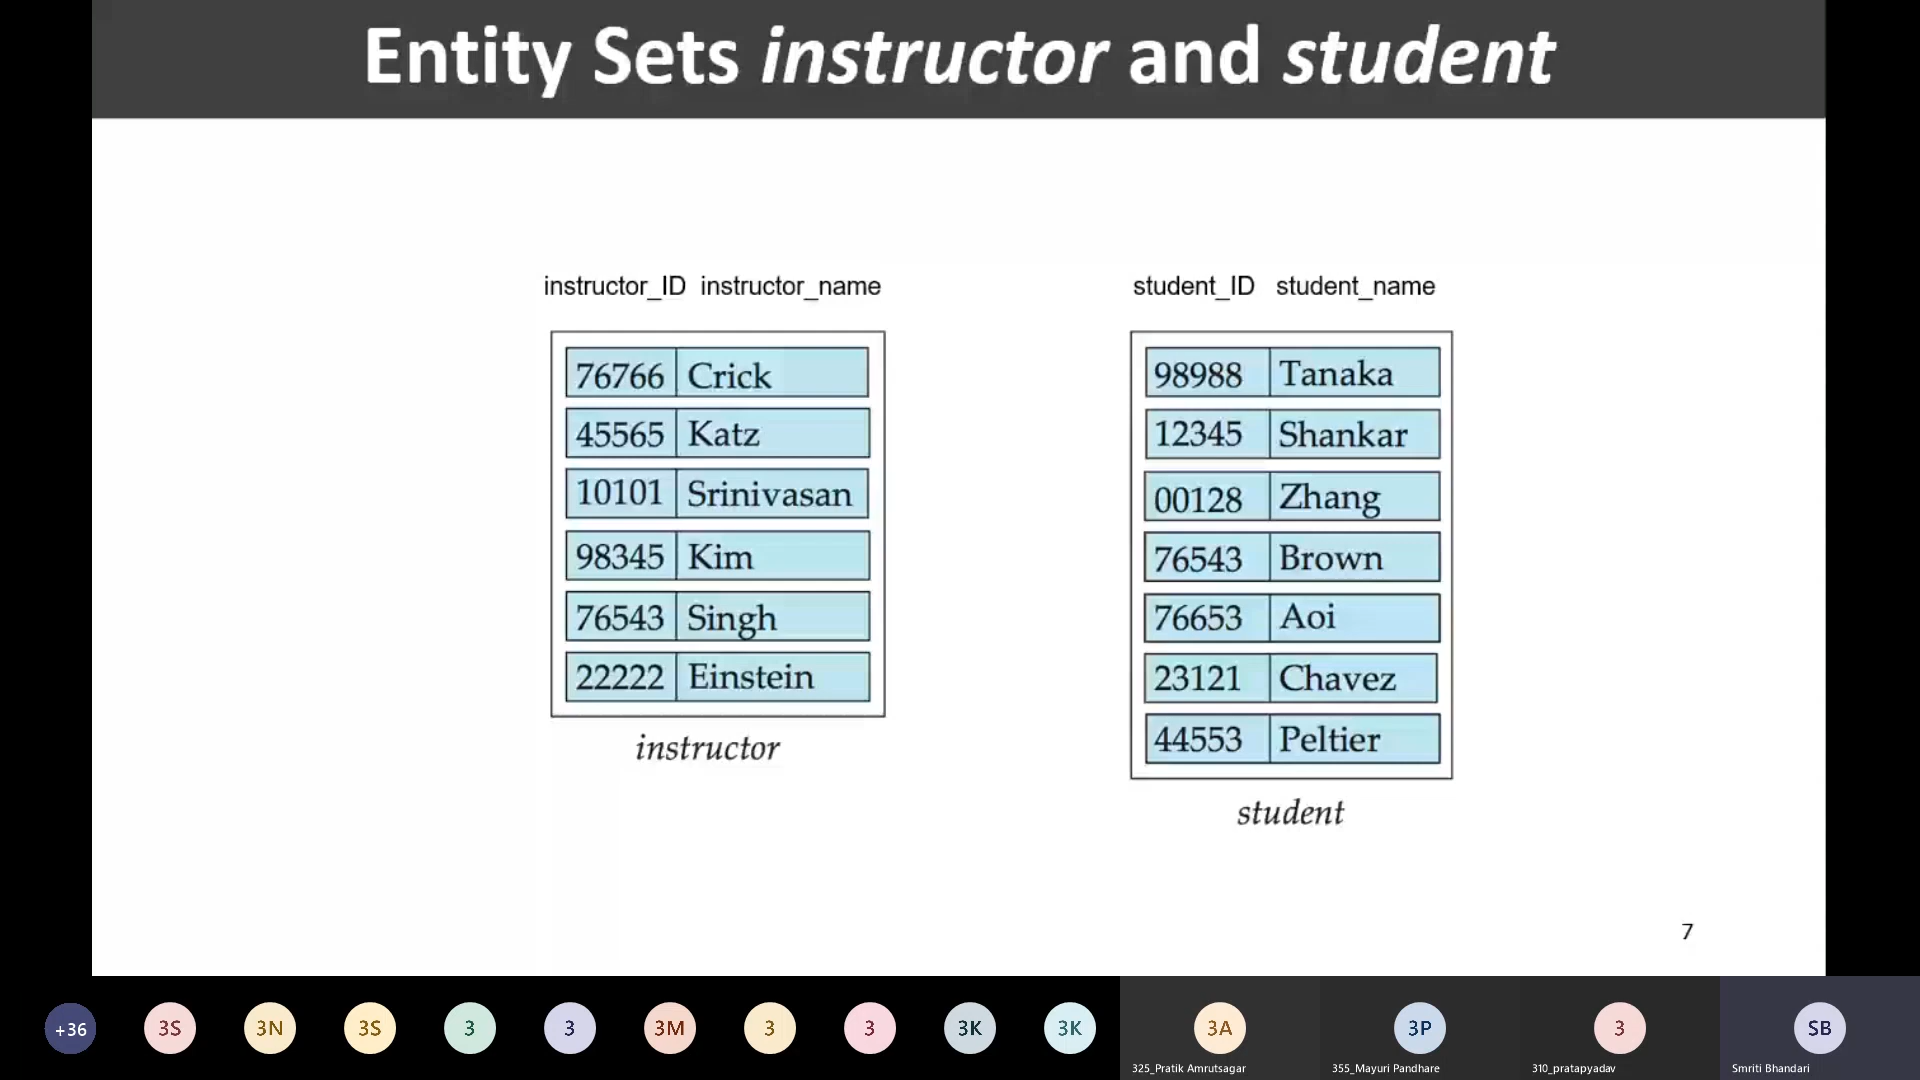 Entity Sets instructor and student
instructor_ID instructor_name
76766 Crick
45565 Katz
10101 Srinivasan
98345 Kim
76543 Singh
22222 Einstein
instructor
student_ID student_name
98988 Tanaka
12345 Shankar
00128 Zhang
76543 Brown
76653 Aoi
23121 Chavez
44553 Peltier
student
7
+36 3S 3N 3S 3 3 3M 3 3 3K 3K 3A 3P 3 SB
325_Pratik Amrutsagar 355_Mayuri Pandhare 310_pratapyadav Smriti Bhandari